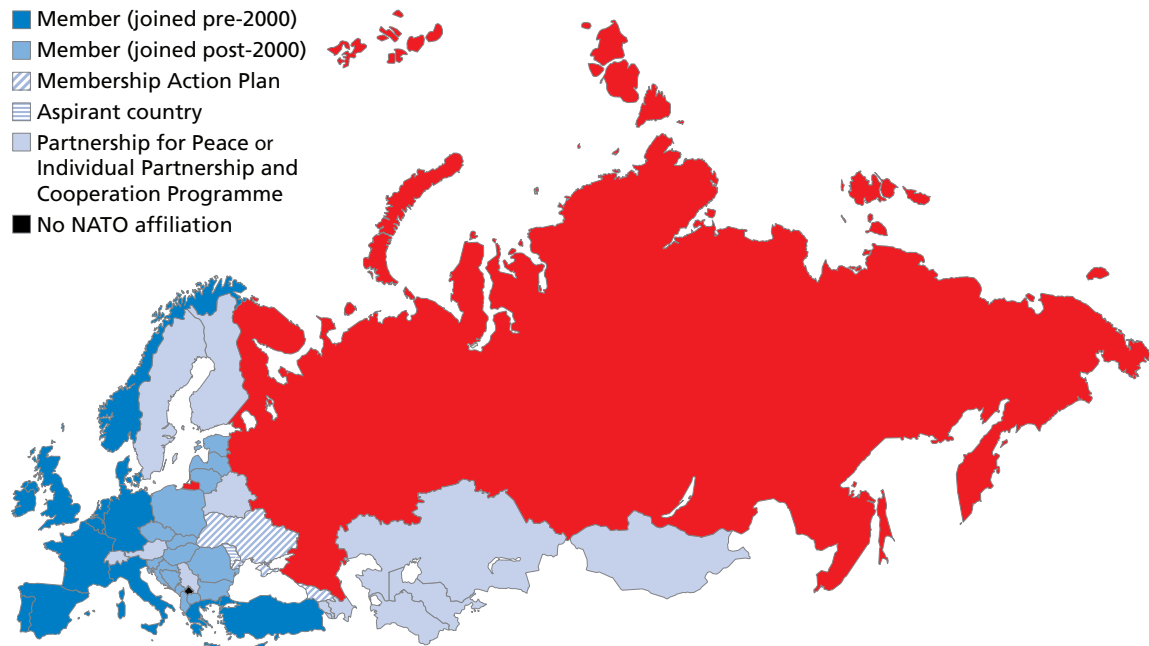 Member (joined pre-2000)
Member (joined post-2000)
Membership Action Plan
Aspirant country
Partnership for Peace or
Individual Partnership and
Cooperation Programme
No NATO affiliation